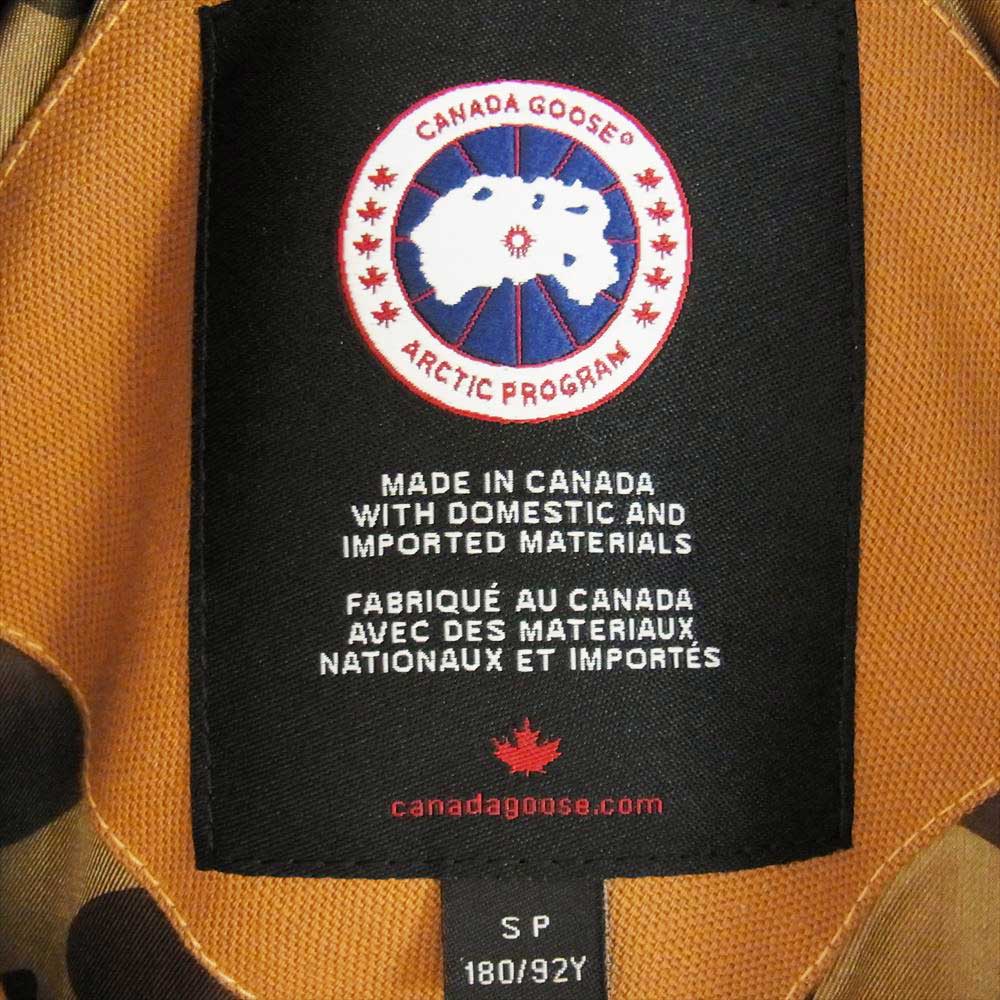 CANADA GOOSE®
ARCTIC PROGRAM
MADE IN CANADA
WITH DOMESTIC AND
IMPORTED MATERIALS
FABRIQUÉ AU CANADA
AVEC DES MATERIAUX
NATIONAUX ET IMPORTÉS
canadagoose.com
S P
180/92Y